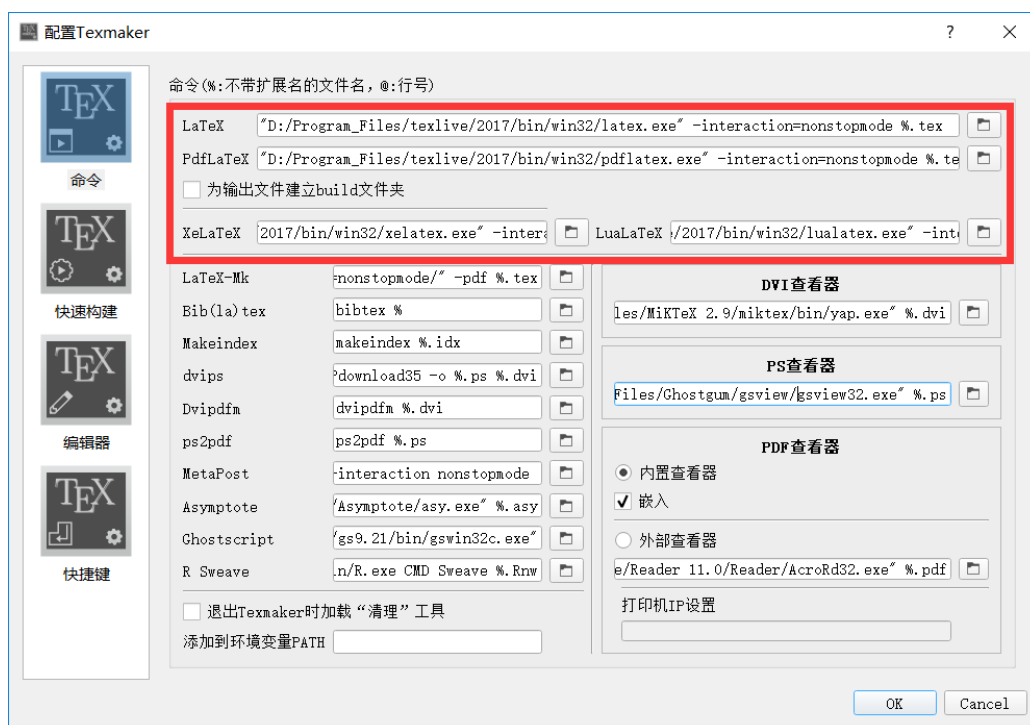 配置Texmaker
?
命令(%:不带扩展名的文件名，@:行号)
LaTeX "D:/Program_Files/texlive/2017/bin/win32/latex.exe" -interaction=nonstopmode %.tex
PdfLaTeX "D:/Program_Files/texlive/2017/bin/win32/pdflatex.exe" -interaction=nonstopmode %.te
为输出文件建立build文件夹
XeLaTeX 2017/bin/win32/xelatex.exe" -intera LuaLaTeX /2017/bin/win32/lualatex.exe" -int
TEX
命令
TEX
快速构建
TEX
编辑器
TEX
快捷键
LaTeX-Mk =nonstopmode/" -pdf %.tex
Bib(la)tex bibtex %
Makeindex makeindex %.idx
dvips Pdownload35 -o %.ps %.dvi
Dvipdfm dvipdfm %.dvi
ps2pdf ps2pdf %.ps
MetaPost -interaction nonstopmode
Asymptote /Asymptote/asy.exe" %.asy
Ghostscript /gs9.21/bin/gswin32c.exe"
R Sweave .n/R.exe CMD Sweave %.Rnw
退出Texmaker时加载“清理”工具
添加到环境变量PATH
DVI查看器
les/MiKTeX 2.9/miktex/bin/yap.exe" %.dvi
PS查看器
Files/Ghostgum/gsview/gsview32.exe" %.ps
PDF查看器
内置查看器
嵌入
外部查看器
e/Reader 11.0/Reader/AcroRd32.exe" %.pdf
打印机IP设置
OK Cancel